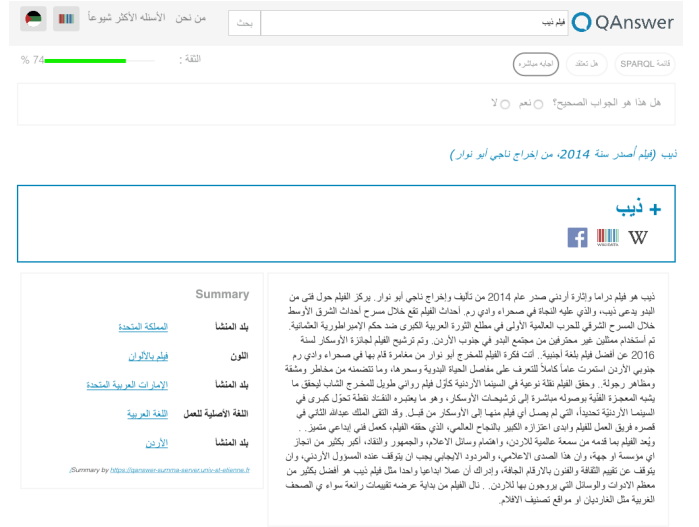 QAnswer
فيلم ذيب
بحث
الأسئله الأكثر شيوعاً
من نحن
قائمة SPARQL
هل تعتقد
اجابه مباشره
الثقة :
74 %
هل هذا هو الجواب الصحيح؟ نعم لا
ذيب (فيلم أصدر سنة 2014، من إخراج ناجي أبو نوار)
+ ذيب
ذيب هو فيلم دراما وإثارة أردني صدر عام 2014 من تأليف وإخراج ناجي أبو نوار. يركز الفيلم حول فتى من
البدو يدعى ذيب، والذي عليه النجاة في صحراء وادي رم. أحداث الفيلم تقع خلال مسرح أحداث الشرق الأوسط
خلال المسرح الشرقي للحرب العالمية الأولى في مطلع الثورة العربية الكبرى ضد حكم الإمبراطورية العثمانية.
تم أستخدام ممثلين غير محترفين من مجتمع البدو في جنوب الأردن. وتم ترشيح الفيلم لجائزة الأوسكار لسنة
2016 عن أفضل فيلم بلغة أجنبية.. أتت فكرة الفيلم للمخرج أبو نوار من مغامرة قام بها في صحراء وادي رم
جنوبي الأردن استمرت عاماً كاملاً للتعرف على مفاصل الحياة البدوية وسحرها، وما تتضمنه من مخاطر ومشقة
ومظاهر رجولة.. وحقق الفيلم نقلة نوعية في السينما الأردنية كأول فيلم روائي طويل للمخرج الشاب ليحقق ما
يشبه المعجزة الفنية بوصوله مباشرة إلى ترشيحات الأوسكار، وهو ما يعتبره النقاد نقطة تحول كبرى في
السينما الأردنية تحديداً، التي لم يصل أي فيلم منها إلى الأوسكار من قبل. وقد التقى الملك عبدالله الثاني في
قصره فريق العمل للفيلم وابدى اعتزازه الكبير بالنجاح العالمي، الذي حققه الفيلم، كعمل فني إبداعي متميز. .
ويُعد الفيلم بما قدمه من سمعة عالمية للاردن، واهتمام وسائل الاعلام، والجمهور والنقاد، أكبر بكثير من انجاز
اي مؤسسة او جهة، وان هذا الصدى الاعلامي، والمردود الايجابي يجب ان يتوقف عنده المسؤول الأردني، وان
يتوقف عن تقييم الثقافة والفنون بالارقام الجافة، وإدراك أن عملا ابداعيا واحدا مثل فيلم ذيب هو أفضل بكثير من
معظم الادوات والوسائل التي يروجون بها للاردن. . نال الفيلم من بداية عرضه تقييمات رائعة سواء ي الصحف
الغربية مثل الغارديان او مواقع تصنيف الافلام.
Summary
بلد المنشأ المملكة المتحدة
اللون فيلم بالألوان
بلد المنشأ الإمارات العربية المتحدة
اللغة الأصلية للعمل اللغة العربية
بلد المنشأ الأردن
/Summary by https://qanswer-summa-server.univ-st-etienne.fr